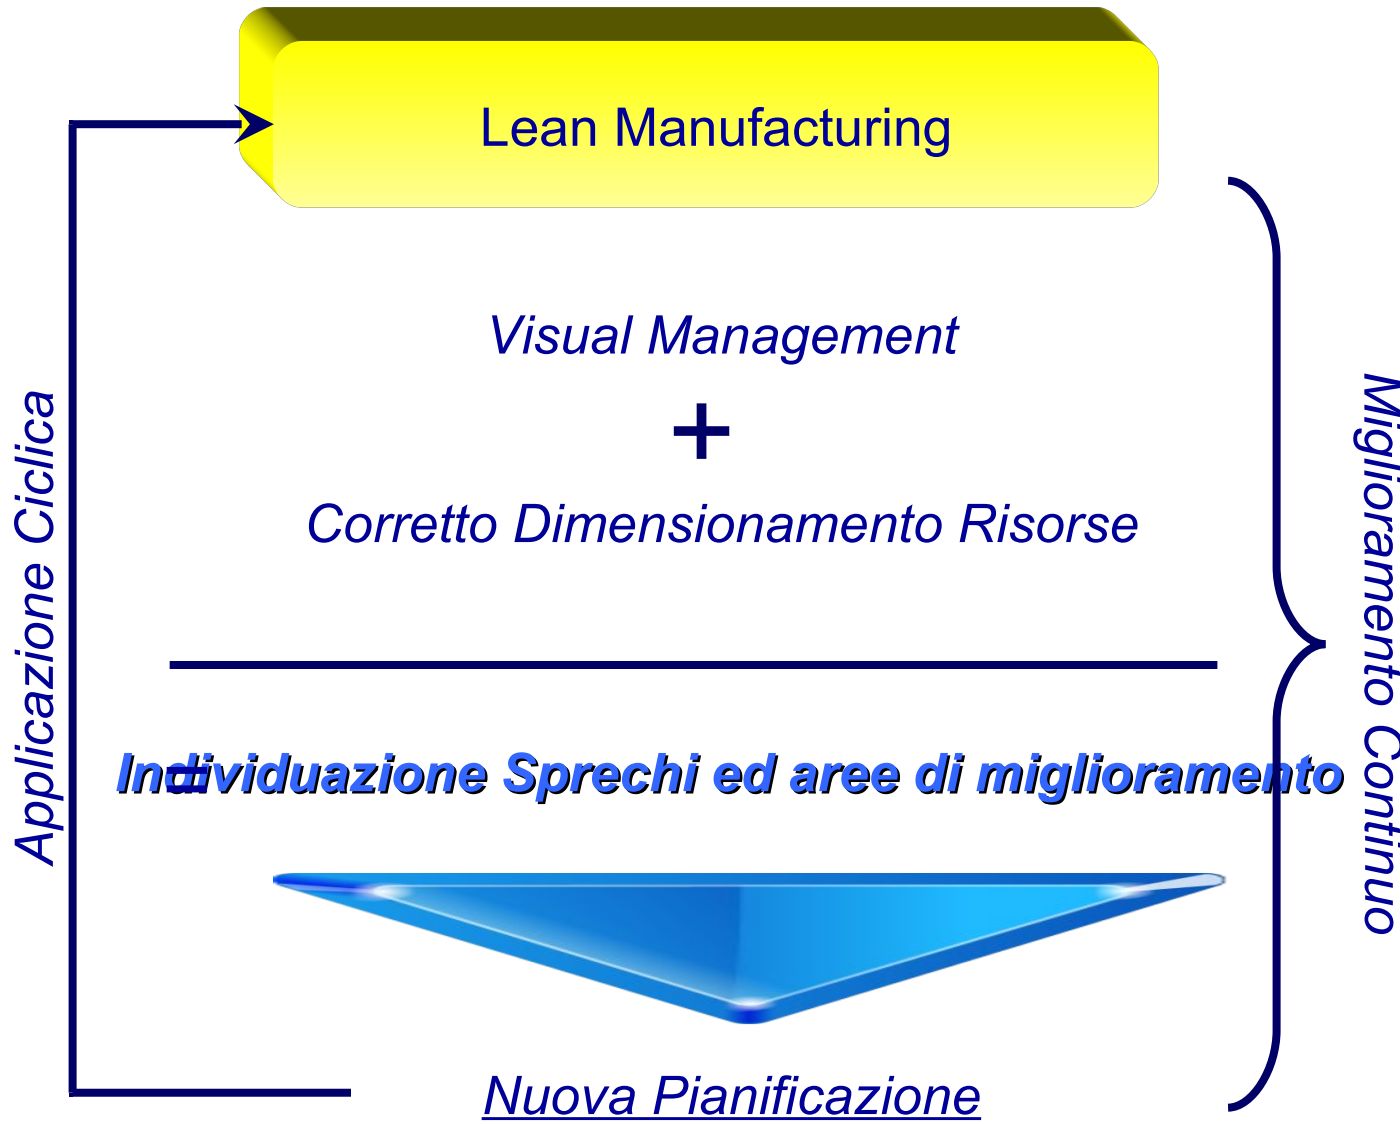 Lean Manufacturing
Visual Management
+
Corretto Dimensionamento Risorse
=
Individuazione Sprechi ed aree di miglioramento
Nuova Pianificazione
Applicazione Ciclica
Miglioramento Continuo